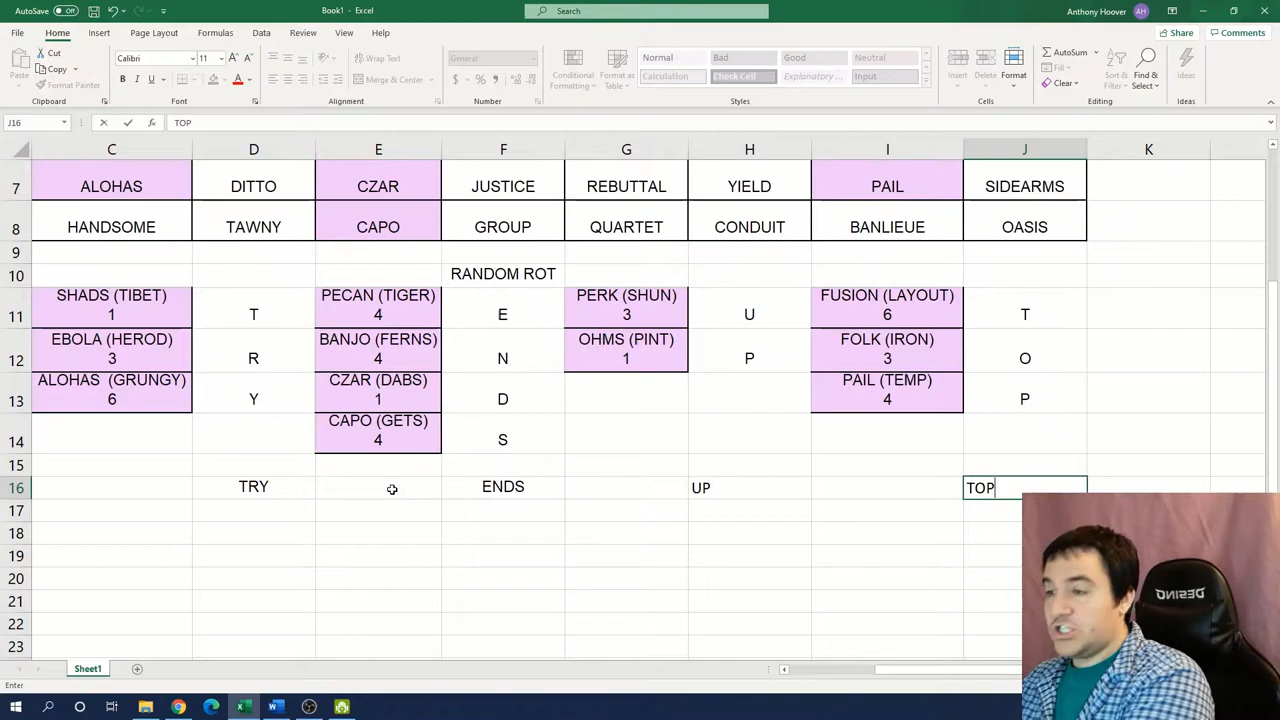 AutoSave Off
Book1 - Excel
Search
Anthony Hoover AH
File Home Insert Page Layout Formulas Data Review View Help
Share Comments
Paste
Cut
Copy
Format Painter
Calibri 11
B I U
Merge & Center
General
$ % ,
Conditional Formatting
Format as Table
Normal Bad Good Neutral
Calculation Check Cell Explanatory ... Input
Insert Delete Format
AutoSum
Fill
Clear
Sort & Filter
Find & Select
Ideas
Clipboard Font Alignment Number Styles Cells Editing Ideas
J16 fx TOP
C D E F G H I J K
7 ALOHAS DITTO CZAR JUSTICE REBUTTAL YIELD PAIL SIDEARMS
8 HANDSOME TAWNY CAPO GROUP QUARTET CONDUIT BANLIEUE OASIS
9
10 RANDOM ROT
SHADS (TIBET) PECAN (TIGER) PERK (SHUN) FUSION (LAYOUT)
11 1 T 4 E 3 U 6 T
EBOLA (HEROD) BANJO (FERNS) OHMS (PINT) FOLK (IRON)
12 3 R 4 N 1 P 3 O
ALOHAS (GRUNGY) CZAR (DABS) PAIL (TEMP)
13 6 Y 1 D 4 P
CAPO (GETS)
14 4 S
15
16 TRY ENDS UP TOP
17
18
19
20
21
22
23
Sheet1
Enter
DESINO